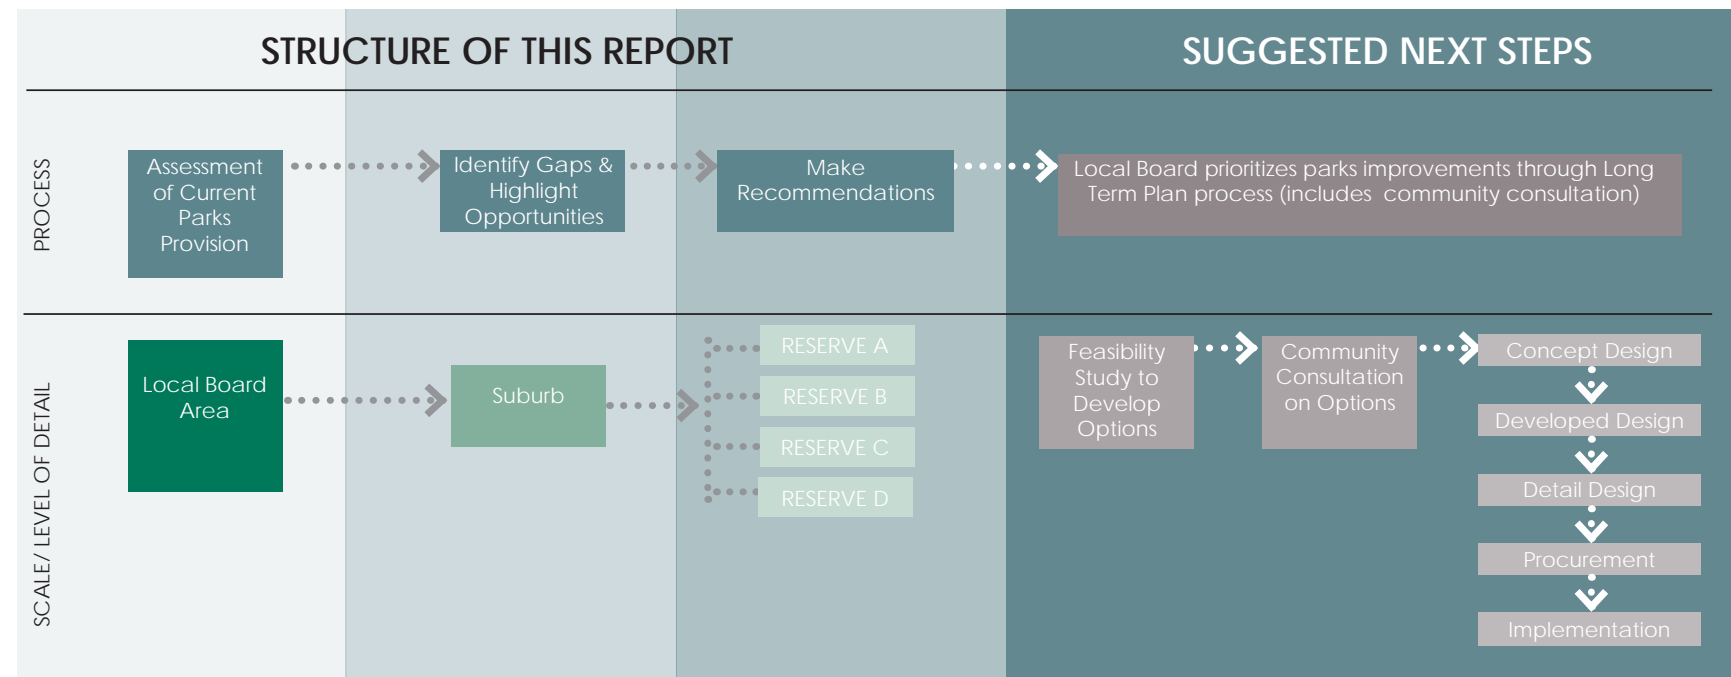 STRUCTURE OF THIS REPORT
SUGGESTED NEXT STEPS
PROCESS
Assessment
of Current
Parks
Provision
Identify Gaps &
Highlight
Opportunities
Make
Recommendations
Local Board prioritizes parks improvements through Long
Term Plan process (includes community consultation)
SCALE/ LEVEL OF DETAIL
Local Board
Area
Suburb
RESERVE A
RESERVE B
RESERVE C
RESERVE D
Feasibility
Study to
Develop
Options
Community
Consultation
on Options
Concept Design
Developed Design
Detail Design
Procurement
Implementation